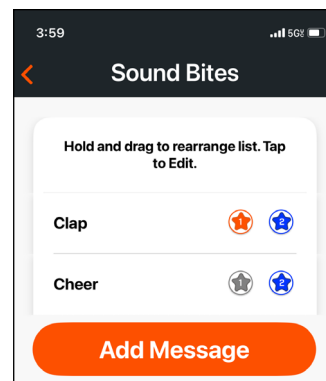 3:59
5G
Sound Bites
Hold and drag to rearrange list. Tap
to Edit.
Clap 1 2
Cheer 1 2
Add Message